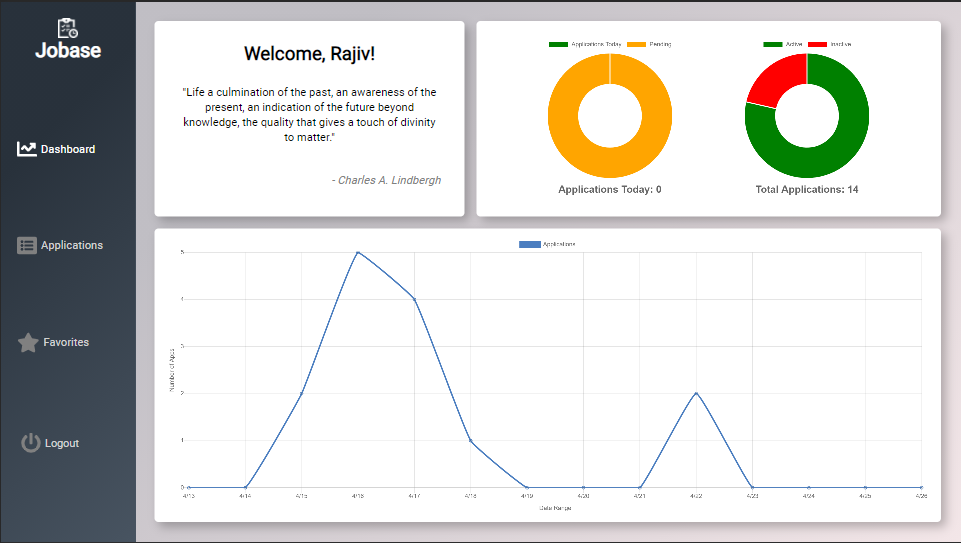 Jobase
Dashboard
Applications
Favorites
Logout
Welcome, Rajiv!
"Life a culmination of the past, an awareness of the
present, an indication of the future beyond
knowledge, the quality that gives a touch of divinity
to matter."
- Charles A. Lindbergh
Applications Today Pending
Applications Today: 0
Active Inactive
Total Applications: 14
Applications
Number of Apps
5
4
3
2
1
0
4/13 4/14 4/15 4/16 4/17 4/18 4/19 4/20 4/21 4/22 4/23 4/24 4/25 4/26
Date Range